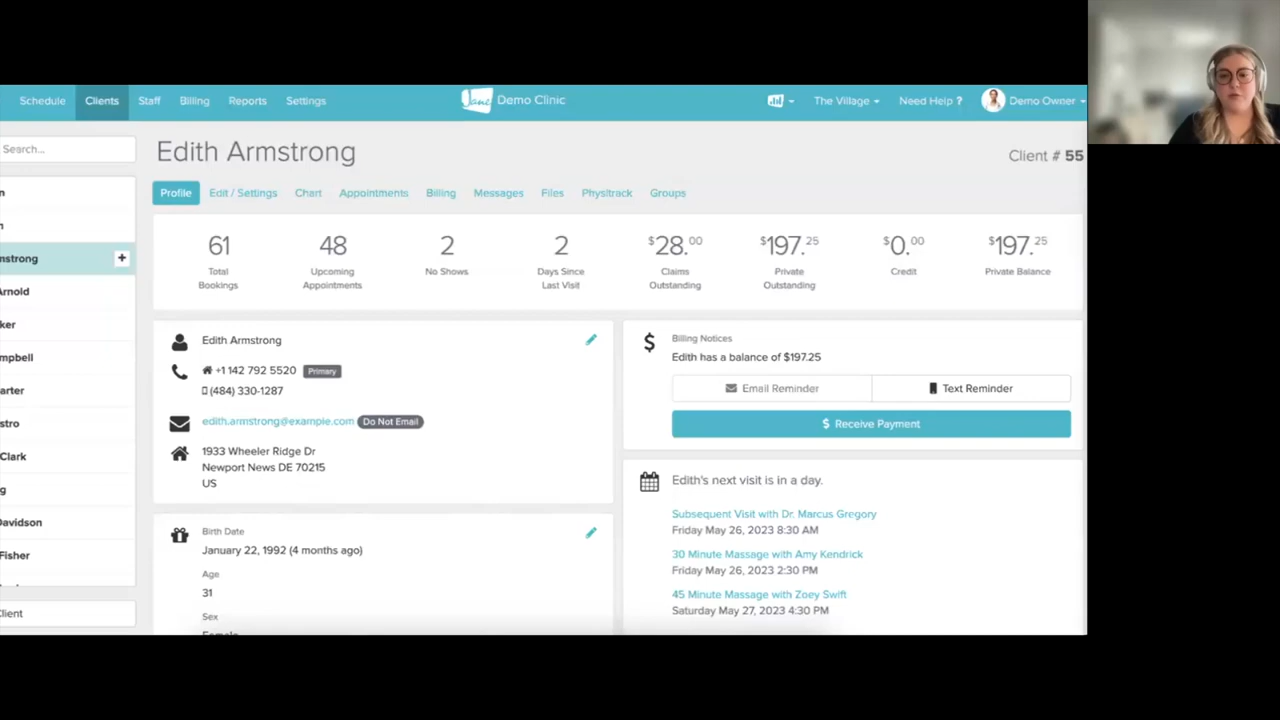 Schedule Clients Staff Billing Reports Settings
Jane Demo Clinic
The Village Need Help ? Demo Owner
Search...
Edith Armstrong
Client # 55
Profile Edit / Settings Chart Appointments Billing Messages Files Physitrack Groups
n
n
mstrong +
Arnold
ker
mpbell
arter
stro
Clark
g
Davidson
Fisher
lient
61 48 2 2 $28.00 $197.25 $0.00 $197.25
Total Bookings
Upcoming Appointments
No Shows
Days Since Last Visit
Claims Outstanding
Private Outstanding
Credit
Private Balance
Edith Armstrong
+1 142 792 5520 Primary
(484) 330-1287
edith.armstrong@example.com Do Not Email
1933 Wheeler Ridge Dr
Newport News DE 70215
US
Birth Date
January 22, 1992 (4 months ago)
Age
31
Sex
Female
Billing Notices
Edith has a balance of $197.25
Email Reminder Text Reminder
$ Receive Payment
Edith's next visit is in a day.
Subsequent Visit with Dr. Marcus Gregory
Friday May 26, 2023 8:30 AM
30 Minute Massage with Amy Kendrick
Friday May 26, 2023 2:30 PM
45 Minute Massage with Zoey Swift
Saturday May 27, 2023 4:30 PM